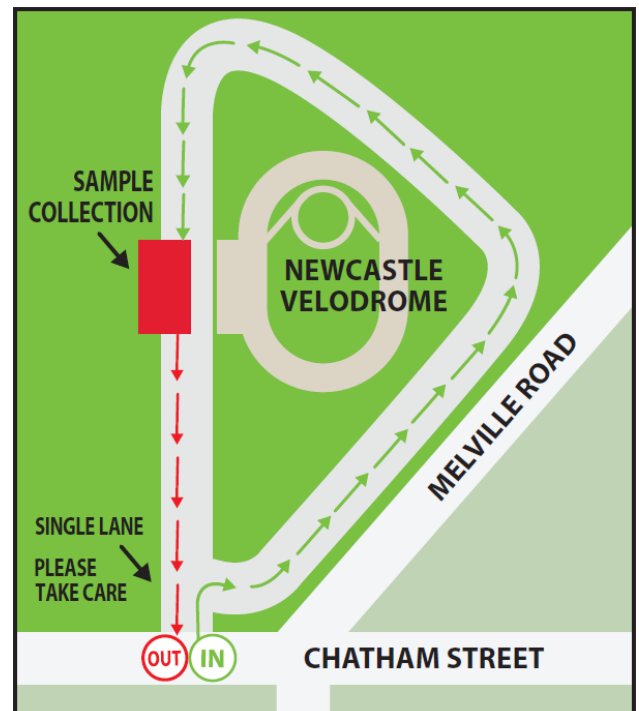 SAMPLE
COLLECTION
NEWCASTLE
VELODROME
MELVILLE ROAD
SINGLE LANE
PLEASE
TAKE CARE
OUT
IN
CHATHAM STREET